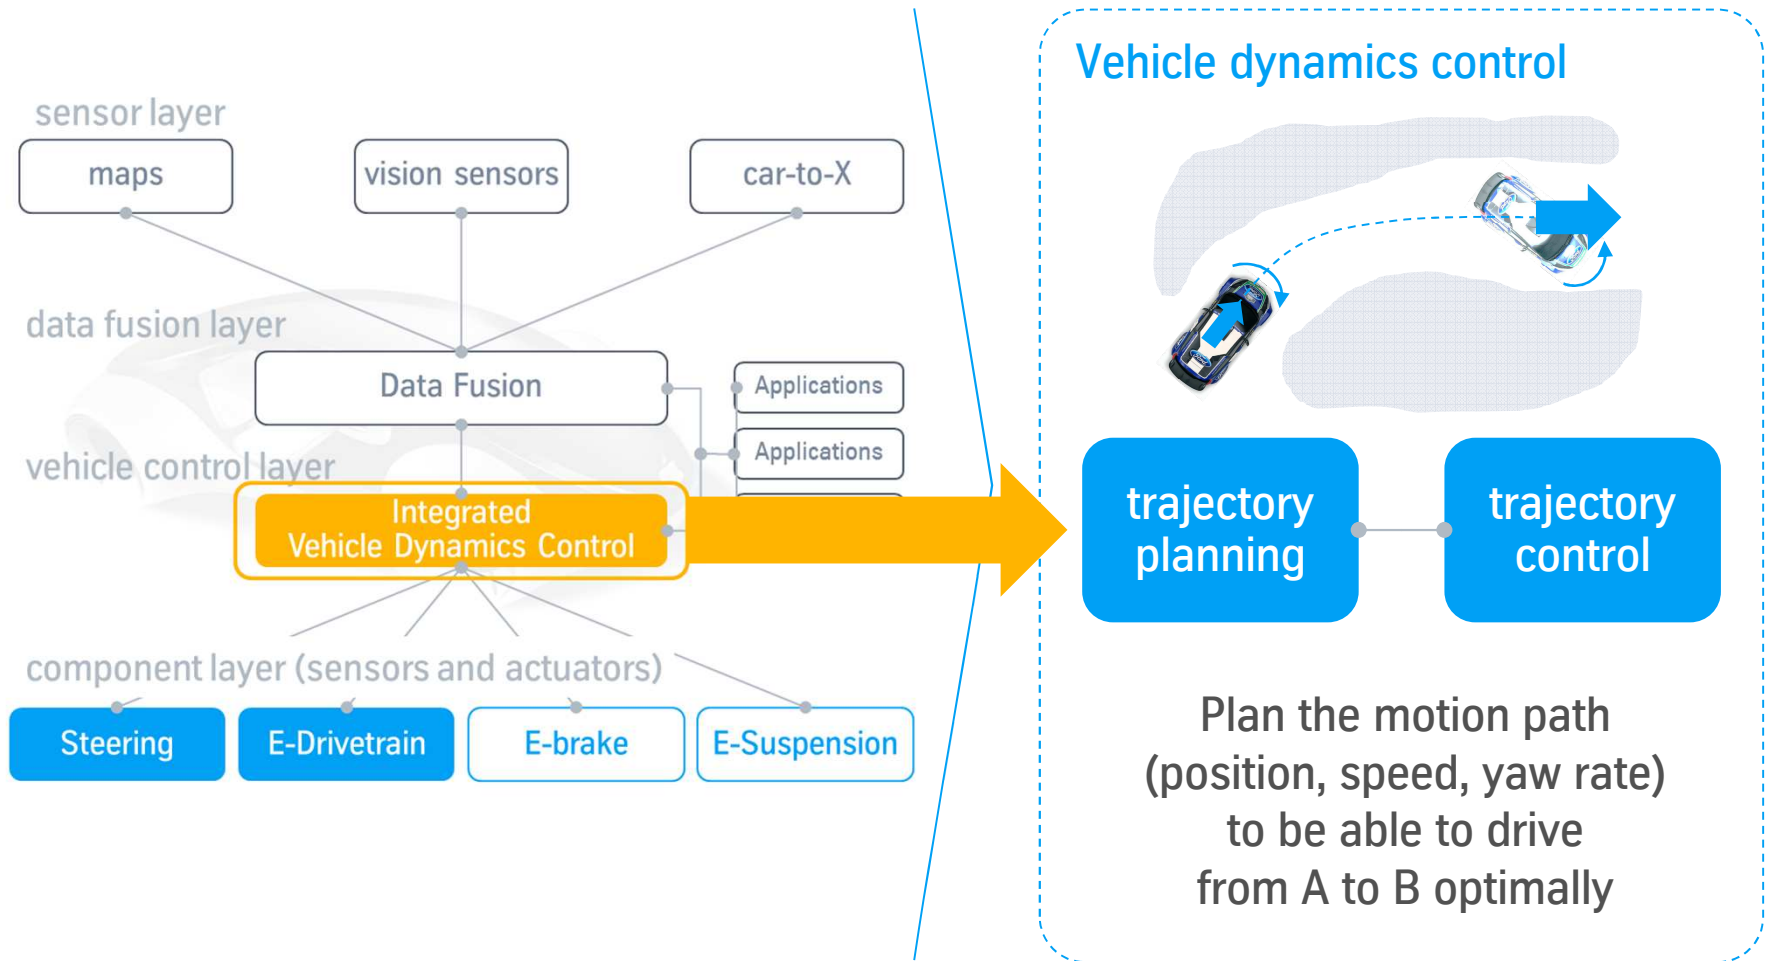 sensor layer
maps
vision sensors
car-to-X
data fusion layer
Data Fusion
Applications
Applications
vehicle control layer
Integrated
Vehicle Dynamics Control
component layer (sensors and actuators)
Steering
E-Drivetrain
E-brake
E-Suspension
Vehicle dynamics control
trajectory
planning
trajectory
control
Plan the motion path
(position, speed, yaw rate)
to be able to drive
from A to B optimally